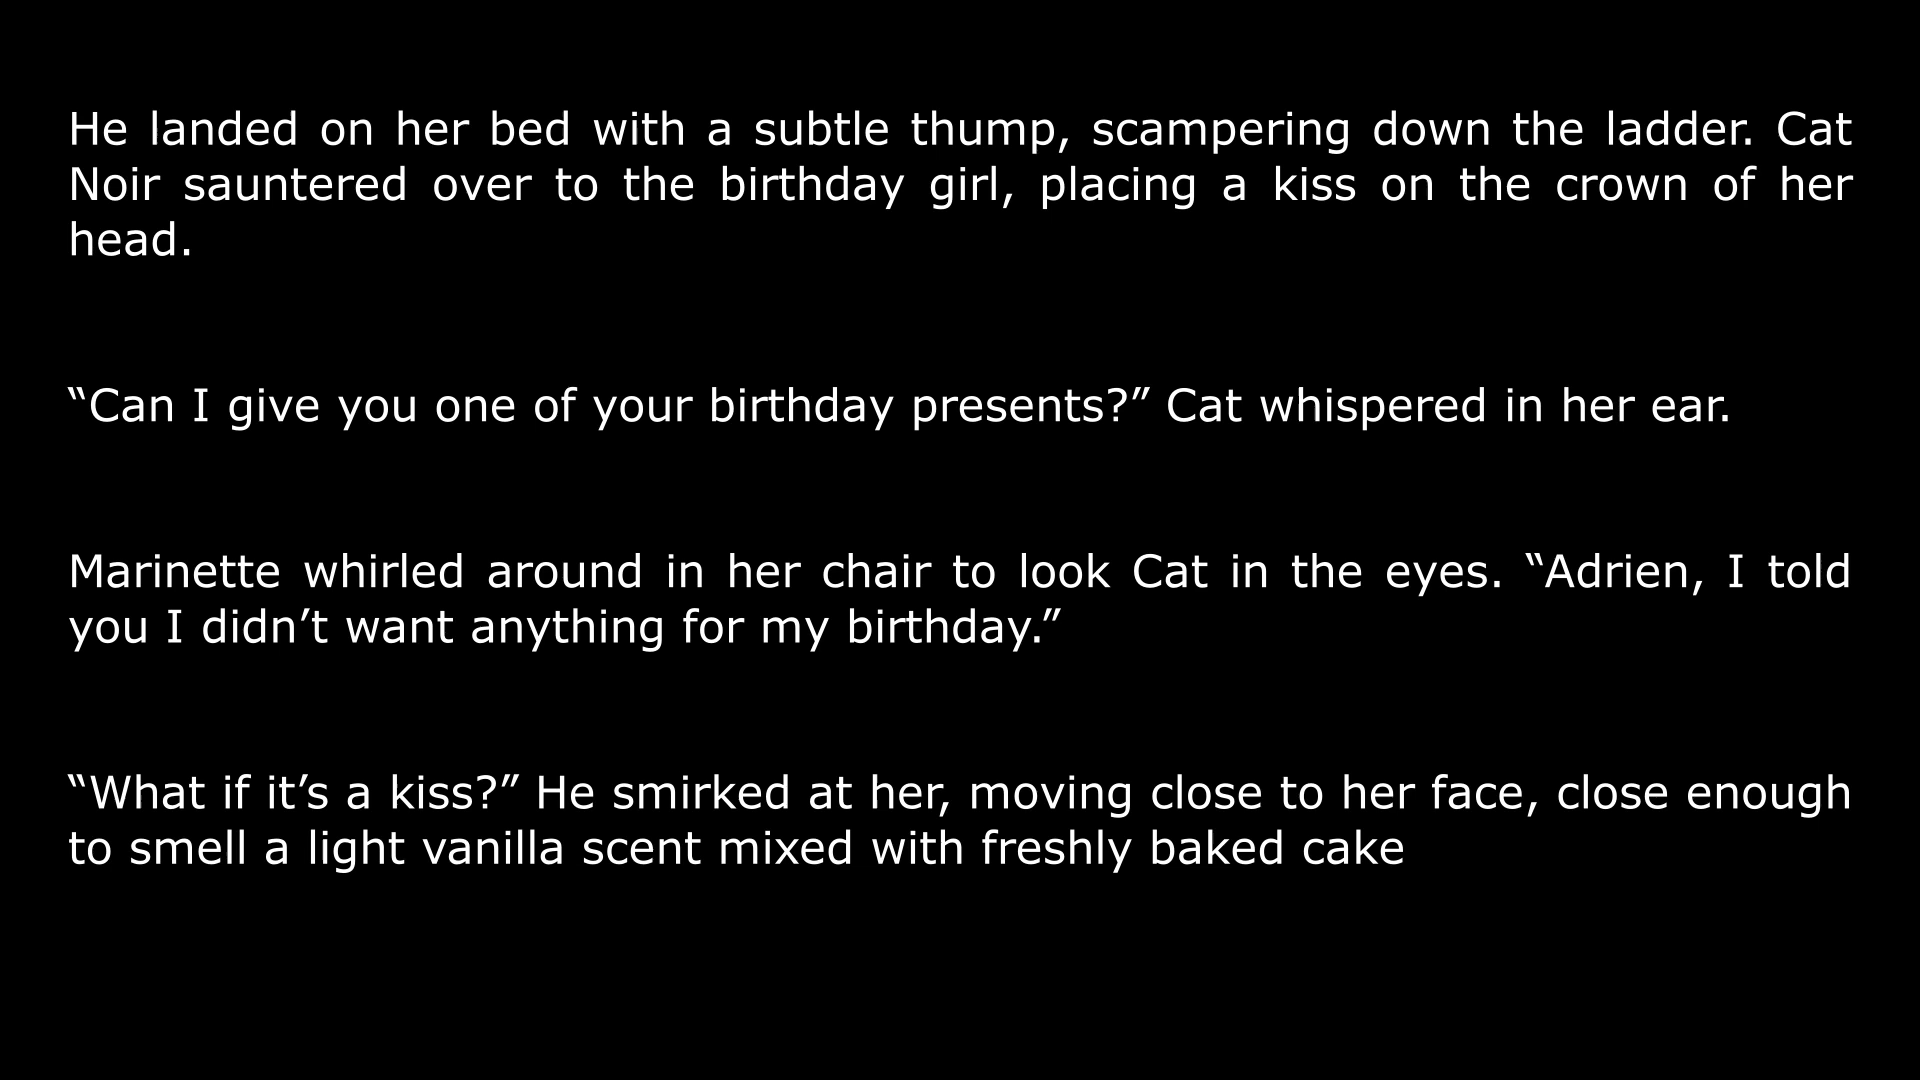 He landed on her bed with a subtle thump, scampering down the ladder. Cat
Noir sauntered over to the birthday girl, placing a kiss on the crown of her
head.
“Can I give you one of your birthday presents?” Cat whispered in her ear.
Marinette whirled around in her chair to look Cat in the eyes. “Adrien, I told
you I didn’t want anything for my birthday.”
“What if it’s a kiss?” He smirked at her, moving close to her face, close enough
to smell a light vanilla scent mixed with freshly baked cake